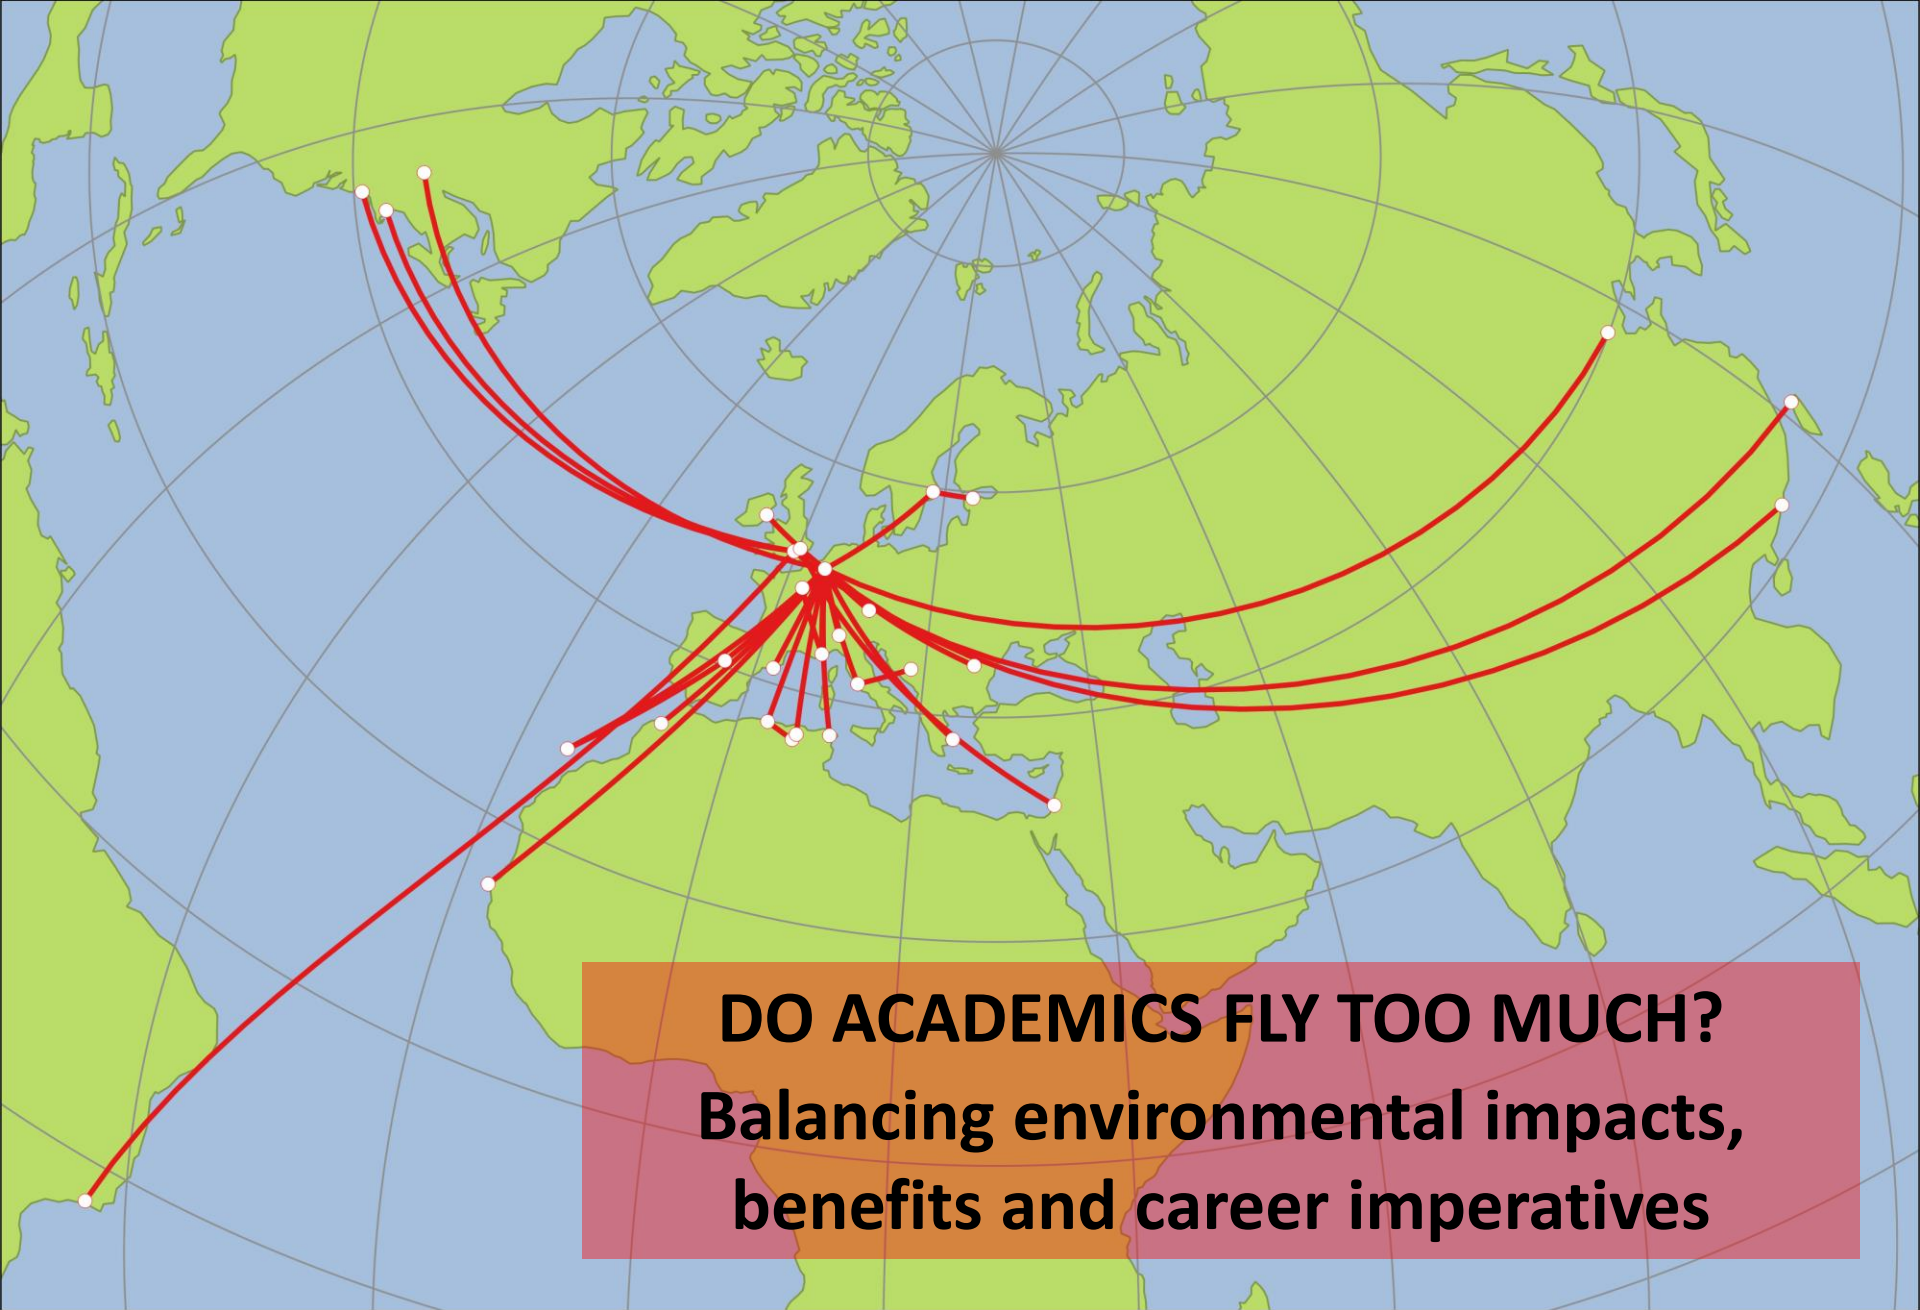 DO ACADEMICS FLY TOO MUCH?
Balancing environmental impacts,
benefits and career imperatives